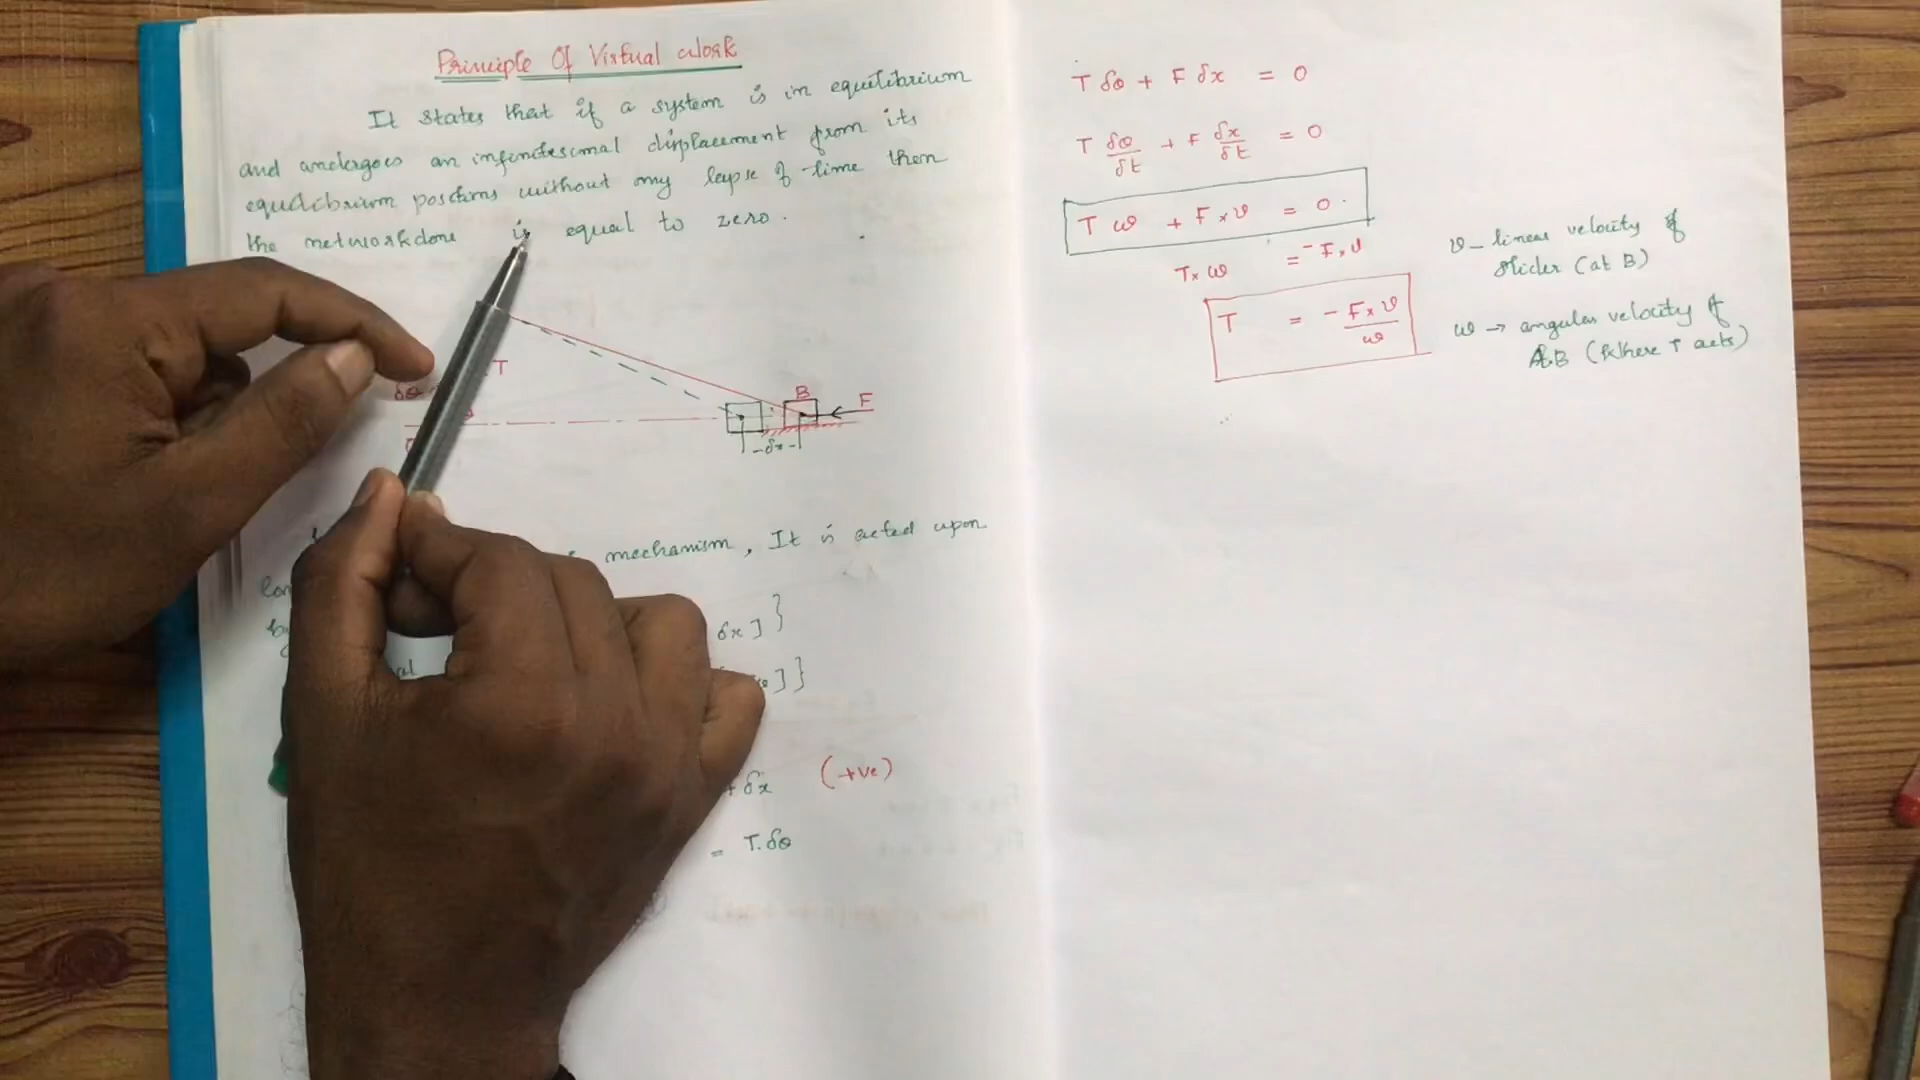 Principle Of Virtual Work
It states that if a system is in equilibrium
and undergoes an infinitesimal displacement from its
equilibrium positions without any lapse of time then
the network done is equal to zero.
T
δθ
B
F
δx
mechanism, It is acted upon
δx ] }
] }
+ δx (+ve)
= T.δθ
T δθ + F δx = 0
T δθ/δt + F δx/δt = 0
T ω + F × v = 0.
T × ω = - F × v
T = - F × v / ω
v - linear velocity of
slider (at B)
ω → angular velocity of
AB (Where T acts)